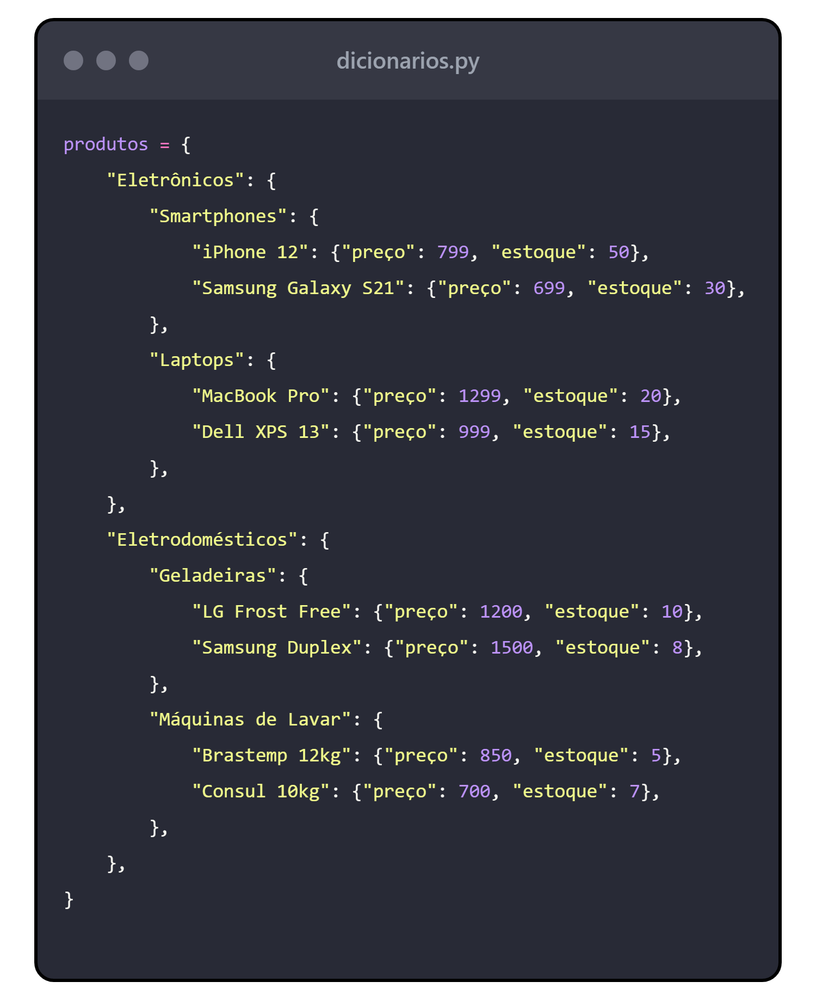 dicionarios.py
produtos = {
    "Eletrônicos": {
        "Smartphones": {
            "iPhone 12": {"preço": 799, "estoque": 50},
            "Samsung Galaxy S21": {"preço": 699, "estoque": 30},
        },
        "Laptops": {
            "MacBook Pro": {"preço": 1299, "estoque": 20},
            "Dell XPS 13": {"preço": 999, "estoque": 15},
        },
    },
    "Eletrodomésticos": {
        "Geladeiras": {
            "LG Frost Free": {"preço": 1200, "estoque": 10},
            "Samsung Duplex": {"preço": 1500, "estoque": 8},
        },
        "Máquinas de Lavar": {
            "Brastemp 12kg": {"preço": 850, "estoque": 5},
            "Consul 10kg": {"preço": 700, "estoque": 7},
        },
    },
}